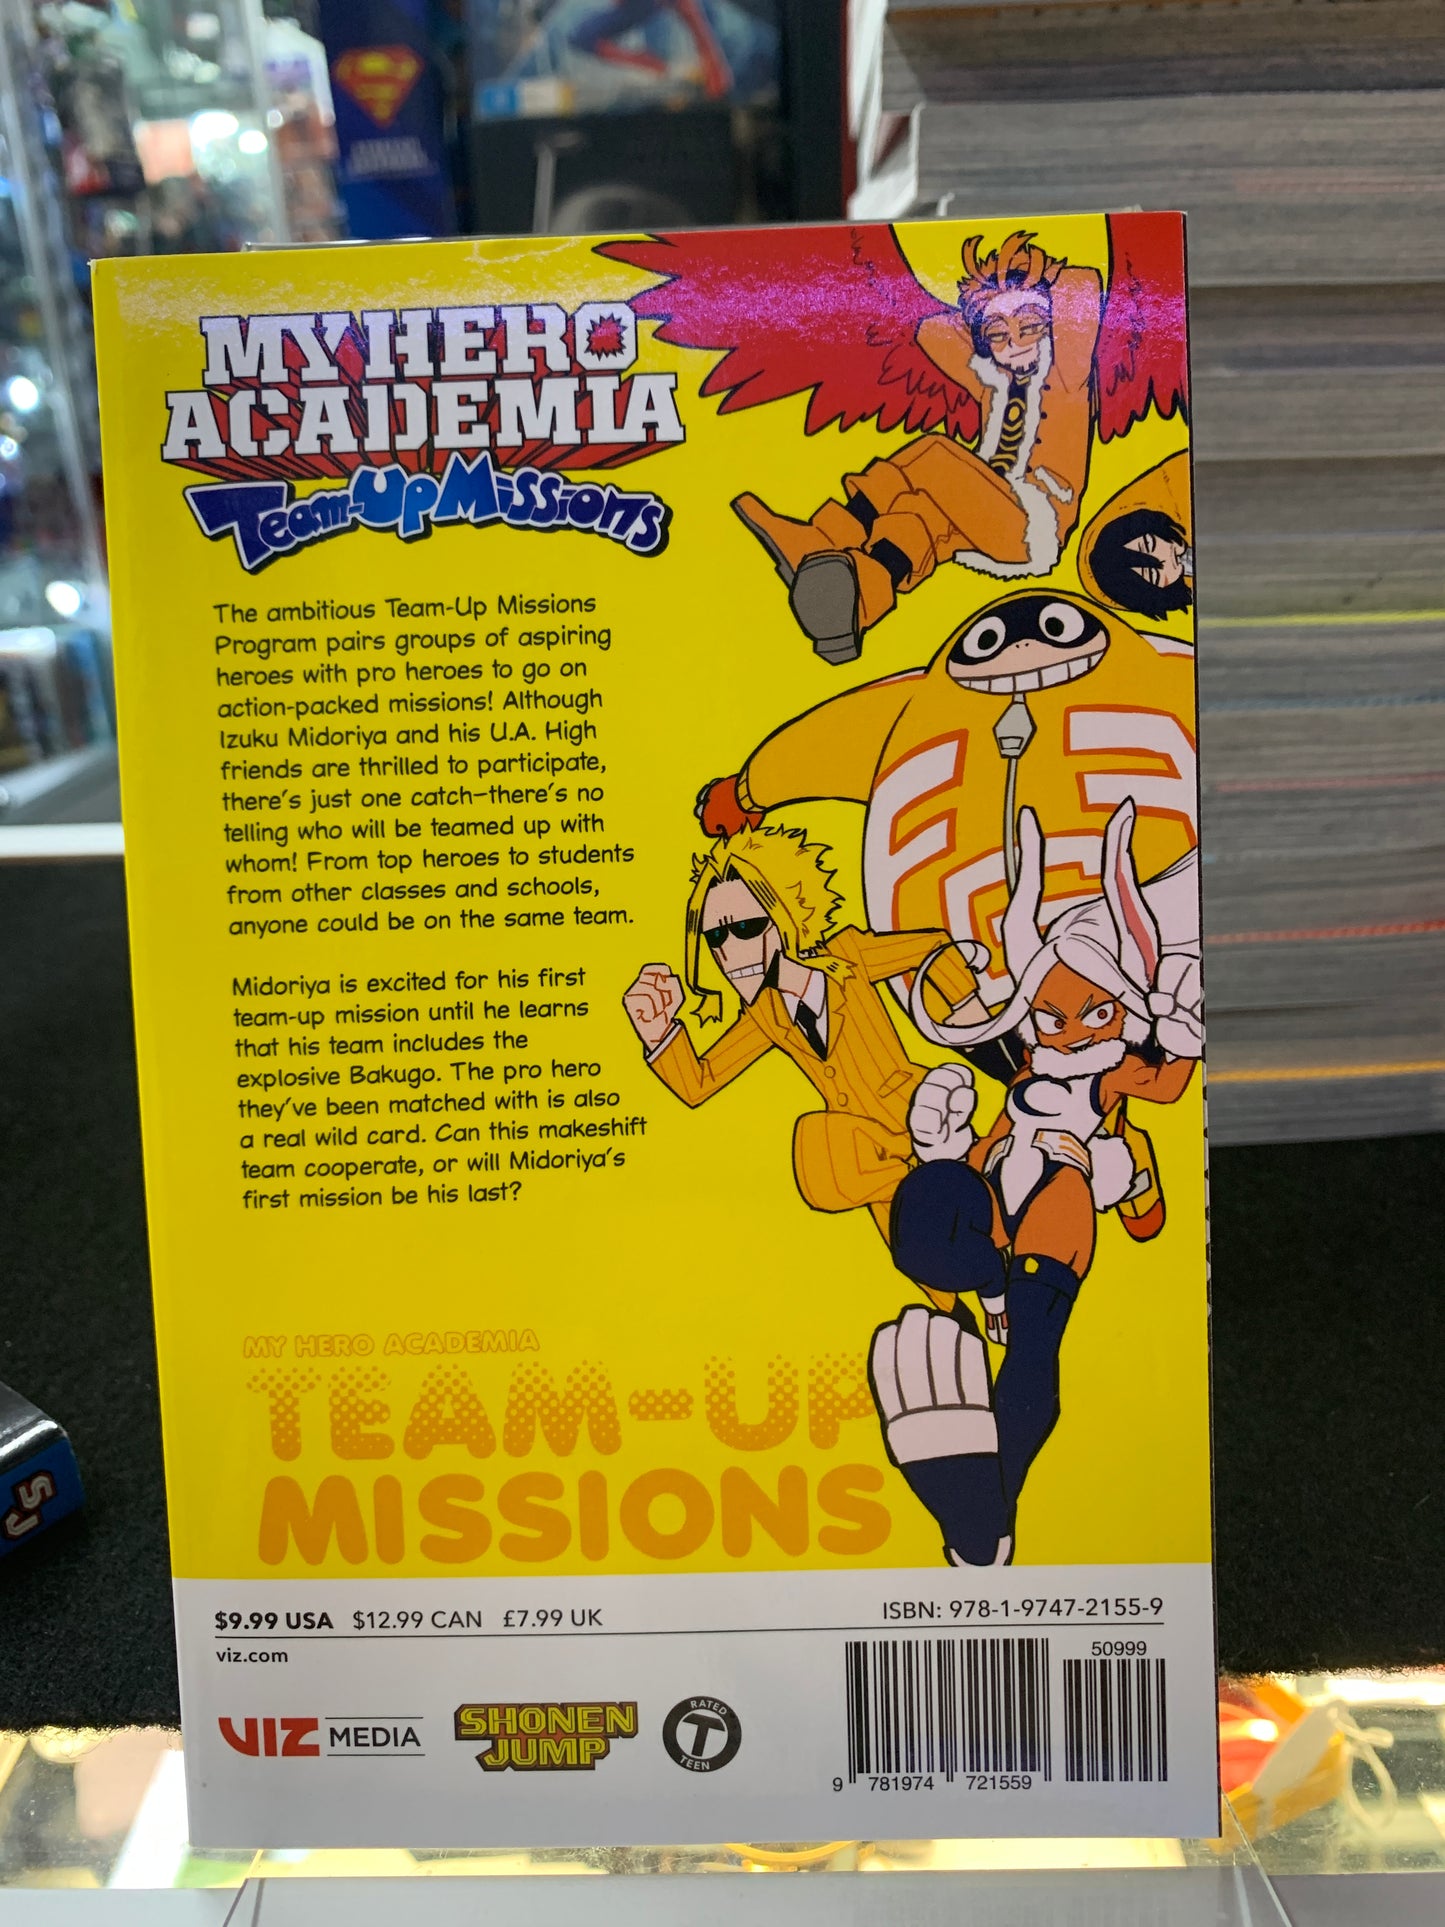 MY HERO
ACADEMIA
Team-Up Missions
The ambitious Team-Up Missions
Program pairs groups of aspiring
heroes with pro heroes to go on
action-packed missions! Although
Izuku Midoriya and his U.A. High
friends are thrilled to participate,
there's just one catch—there's no
telling who will be teamed up with
whom! From top heroes to students
from other classes and schools,
anyone could be on the same team.
Midoriya is excited for his first
team-up mission until he learns
that his team includes the
explosive Bakugo. The pro hero
they've been matched with is also
a real wild card. Can this makeshift
team cooperate, or will Midoriya's
first mission be his last?
MY HERO ACADEMIA
TEAM-UP
MISSIONS
$9.99 USA $12.99 CAN £7.99 UK
ISBN: 978-1-9747-2155-9
viz.com
50999
VIZ MEDIA
SHONEN
JUMP
RATED
T
TEEN
9 781974 721559
SJ